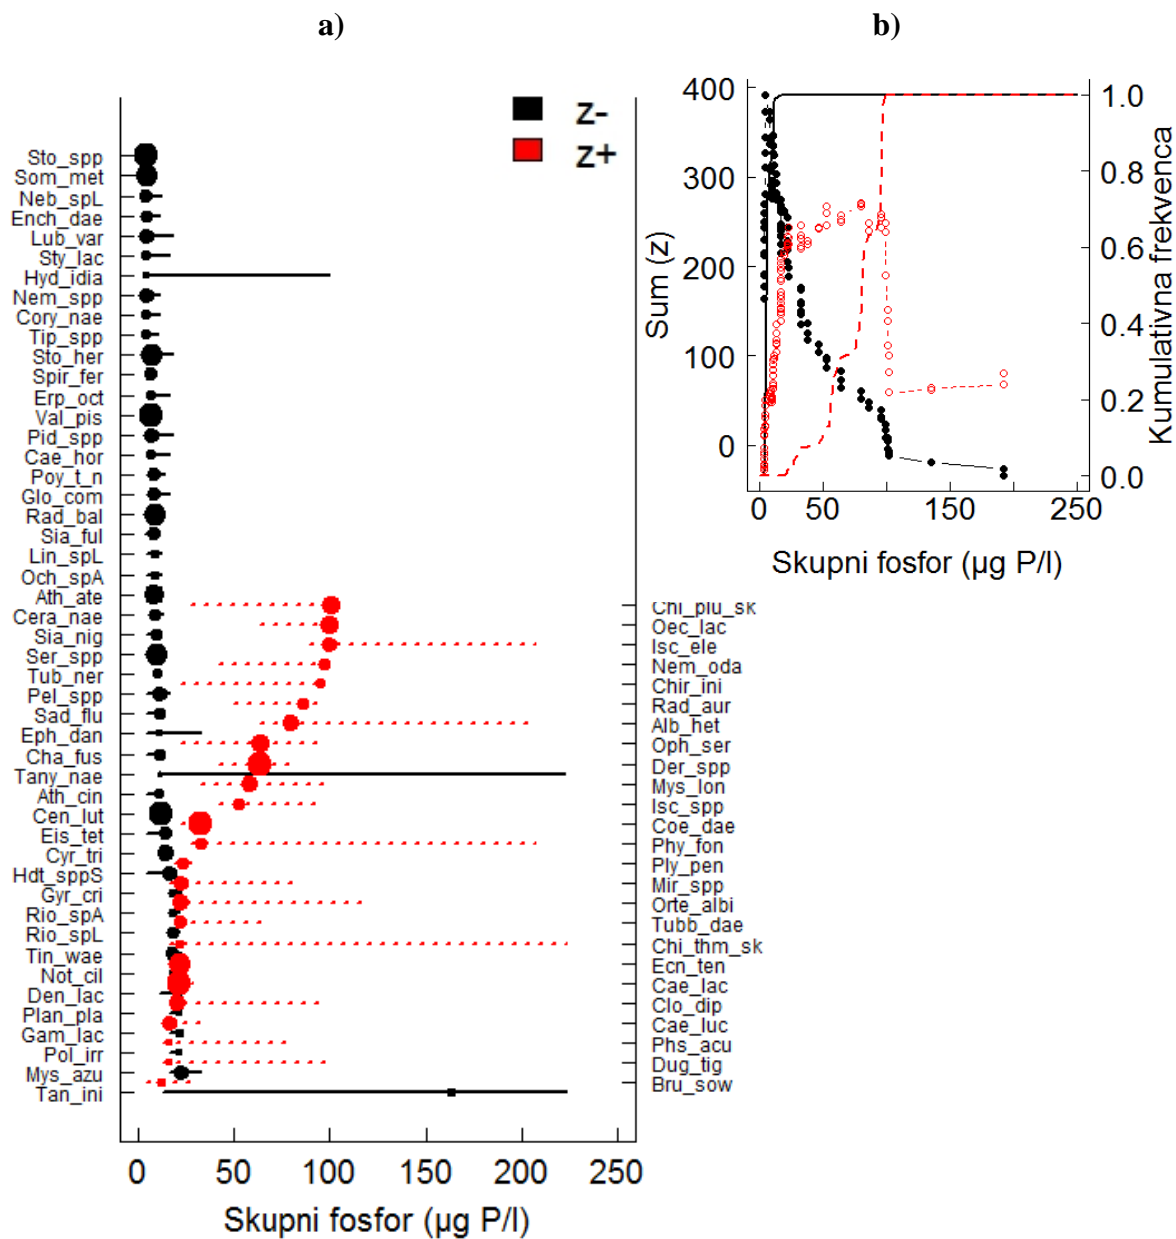 a)
z-
z+
Sto_spp
Som_met
Neb_spL
Ench_dae
Lub_var
Sty_lac
Hyd_idia
Nem_spp
Cory_nae
Tip_spp
Sto_her
Spir_fer
Erp_oct
Val_pis
Pid_spp
Cae_hor
Poy_t_n
Glo_com
Rad_bal
Sia_ful
Lin_spL
Och_spA
Ath_ate
Cera_nae
Sia_nig
Ser_spp
Tub_ner
Pel_spp
Sad_flu
Eph_dan
Cha_fus
Tany_nae
Ath_cin
Cen_lut
Eis_tet
Cyr_tri
Hdt_sppS
Gyr_cri
Rio_spA
Rio_spL
Tin_wae
Not_cil
Den_lac
Plan_pla
Gam_lac
Pol_irr
Mys_azu
Tan_ini
Chi_plu_sk
Oec_lac
Isc_ele
Nem_oda
Chir_ini
Rad_aur
Alb_het
Oph_ser
Der_spp
Mys_lon
Isc_spp
Coe_dae
Phy_fon
Ply_pen
Mir_spp
Orte_albi
Tubb_dae
Chi_thm_sk
Ecn_ten
Cae_lac
Clo_dip
Cae_luc
Phs_acu
Dug_tig
Bru_sow
0 50 100 150 200 250
Skupni fosfor (µg P/l)
b)
400
300
200
100
0
Sum (z)
1.0
0.8
0.6
0.4
0.2
0.0
Kumulativna frekvenca
0 50 150 250
Skupni fosfor (µg P/l)